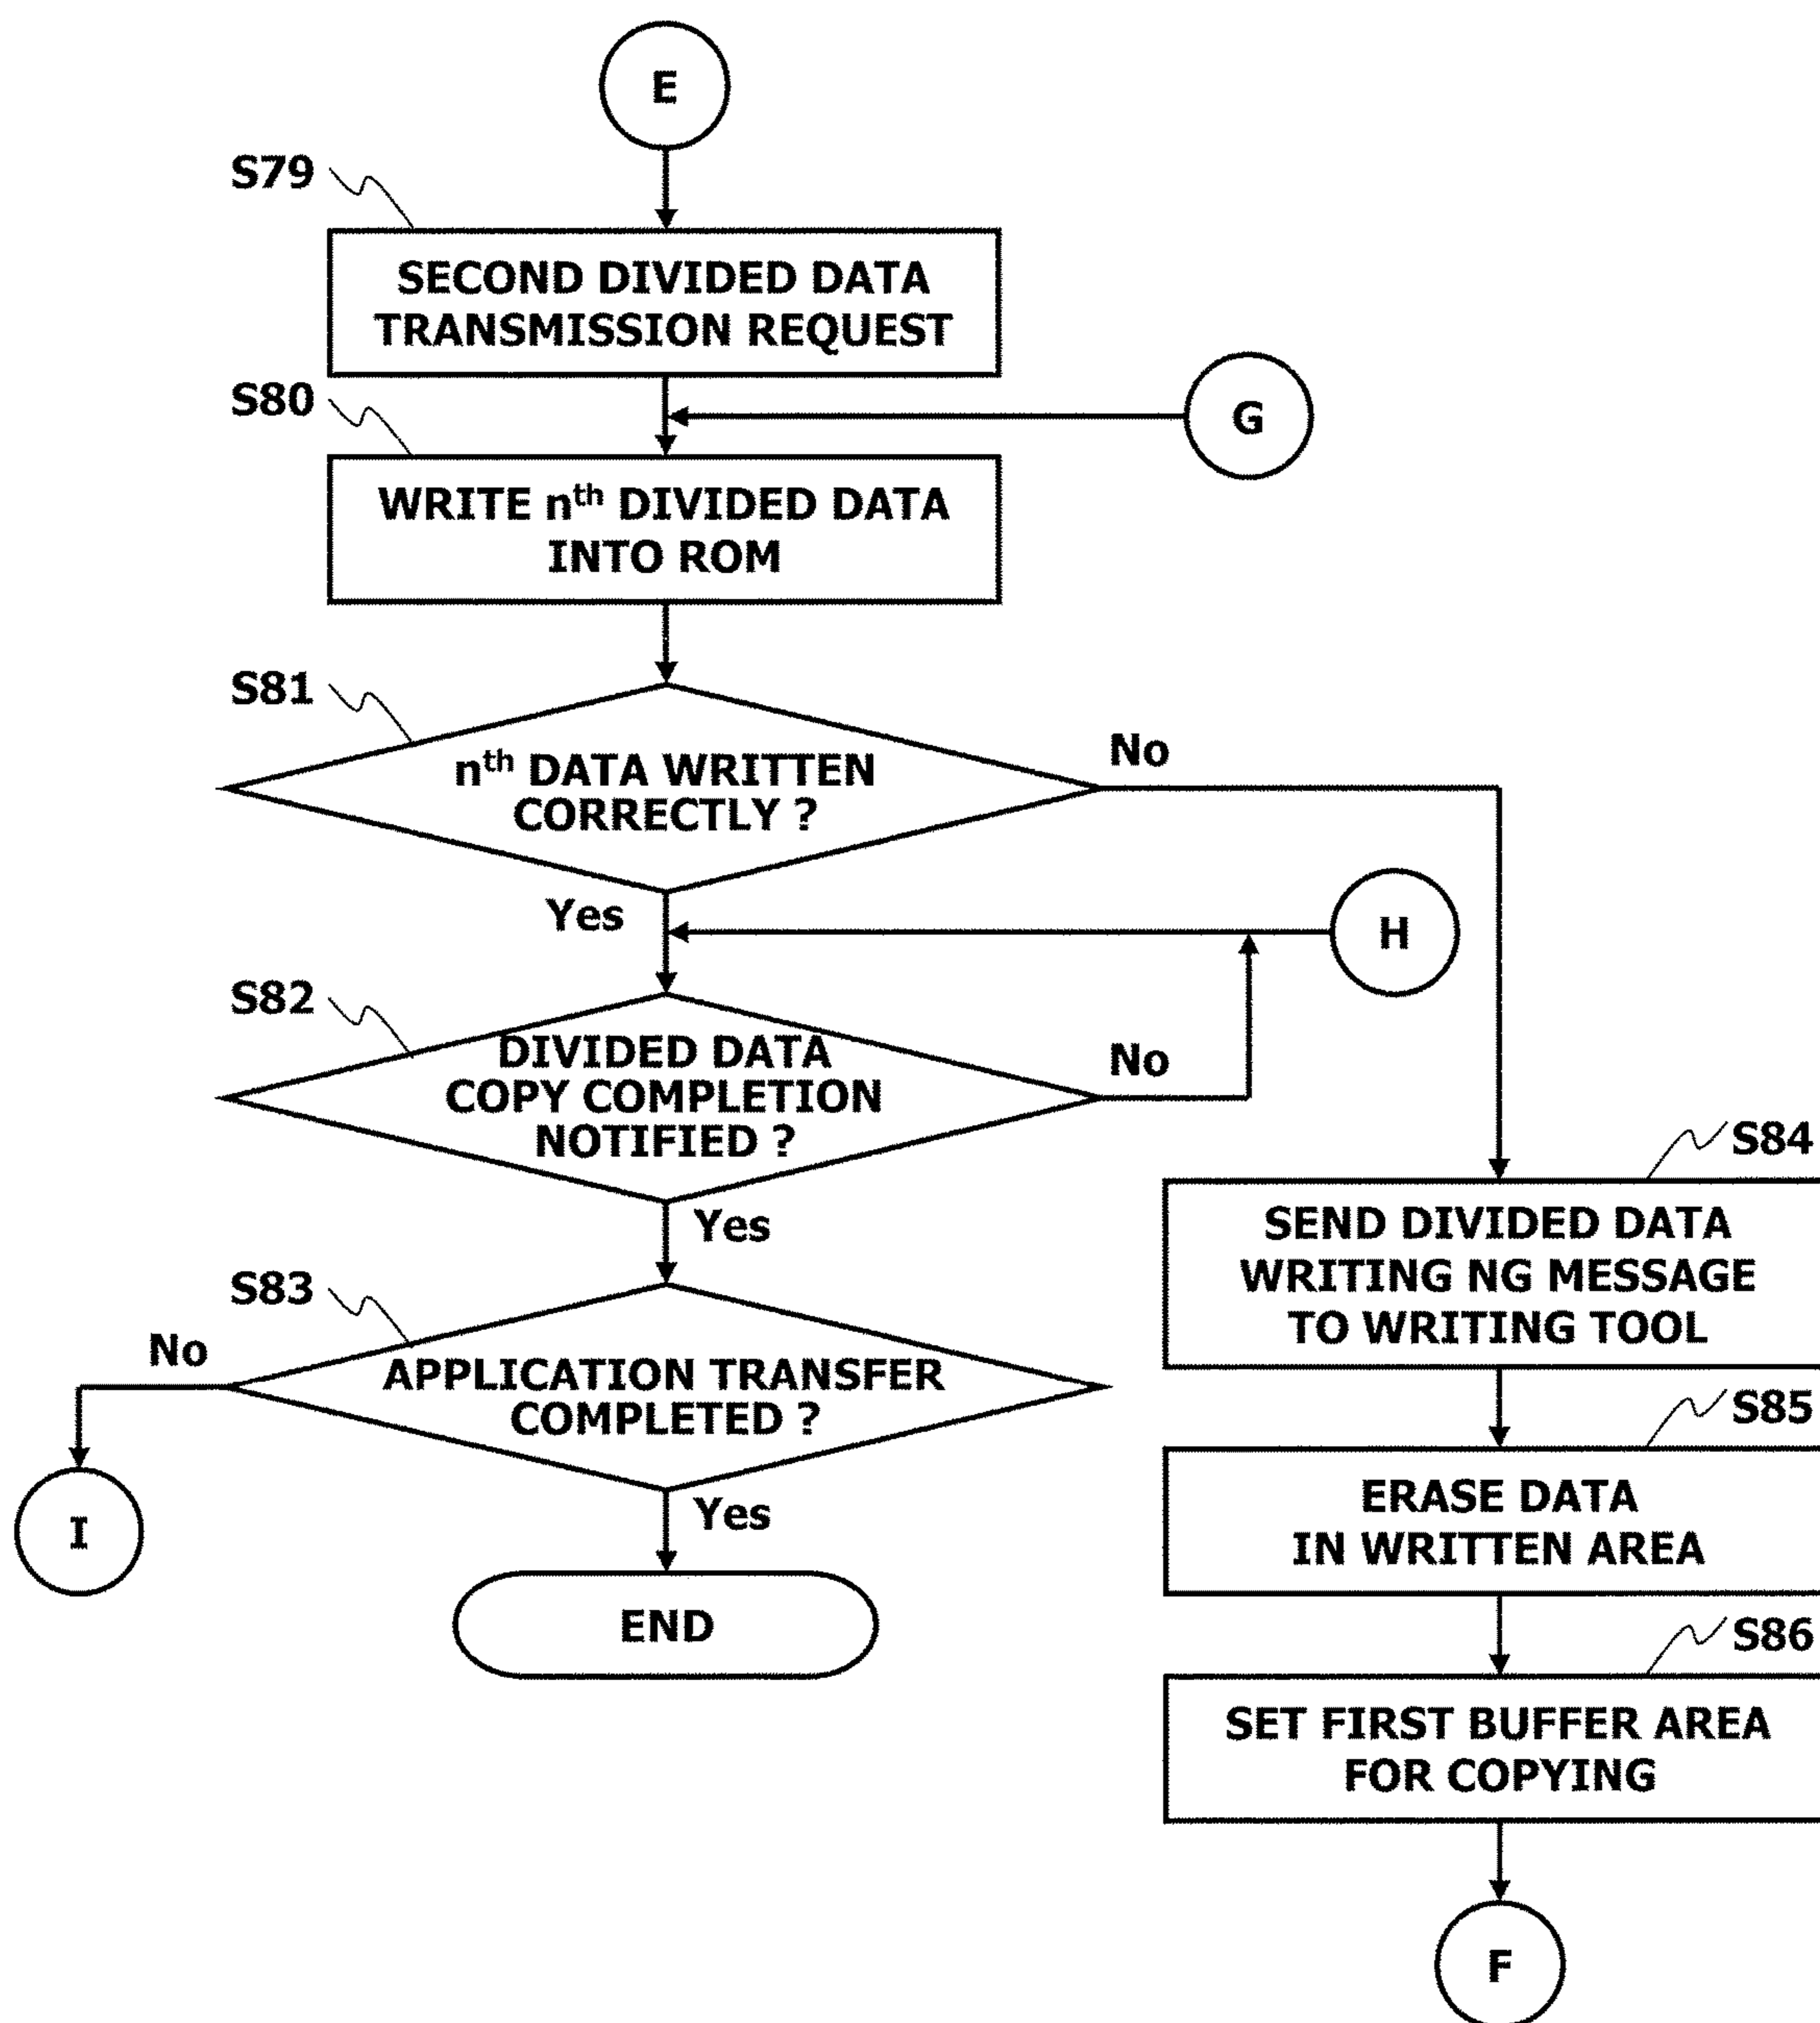 E
S79
SECOND DIVIDED DATA
TRANSMISSION REQUEST
S80
G
WRITE nth DIVIDED DATA
INTO ROM
S81
nth DATA WRITTEN
CORRECTLY ?
No
Yes
H
S82
DIVIDED DATA
COPY COMPLETION
NOTIFIED ?
No
Yes
S83
APPLICATION TRANSFER
COMPLETED ?
No
I
Yes
END
S84
SEND DIVIDED DATA
WRITING NG MESSAGE
TO WRITING TOOL
S85
ERASE DATA
IN WRITTEN AREA
S86
SET FIRST BUFFER AREA
FOR COPYING
F